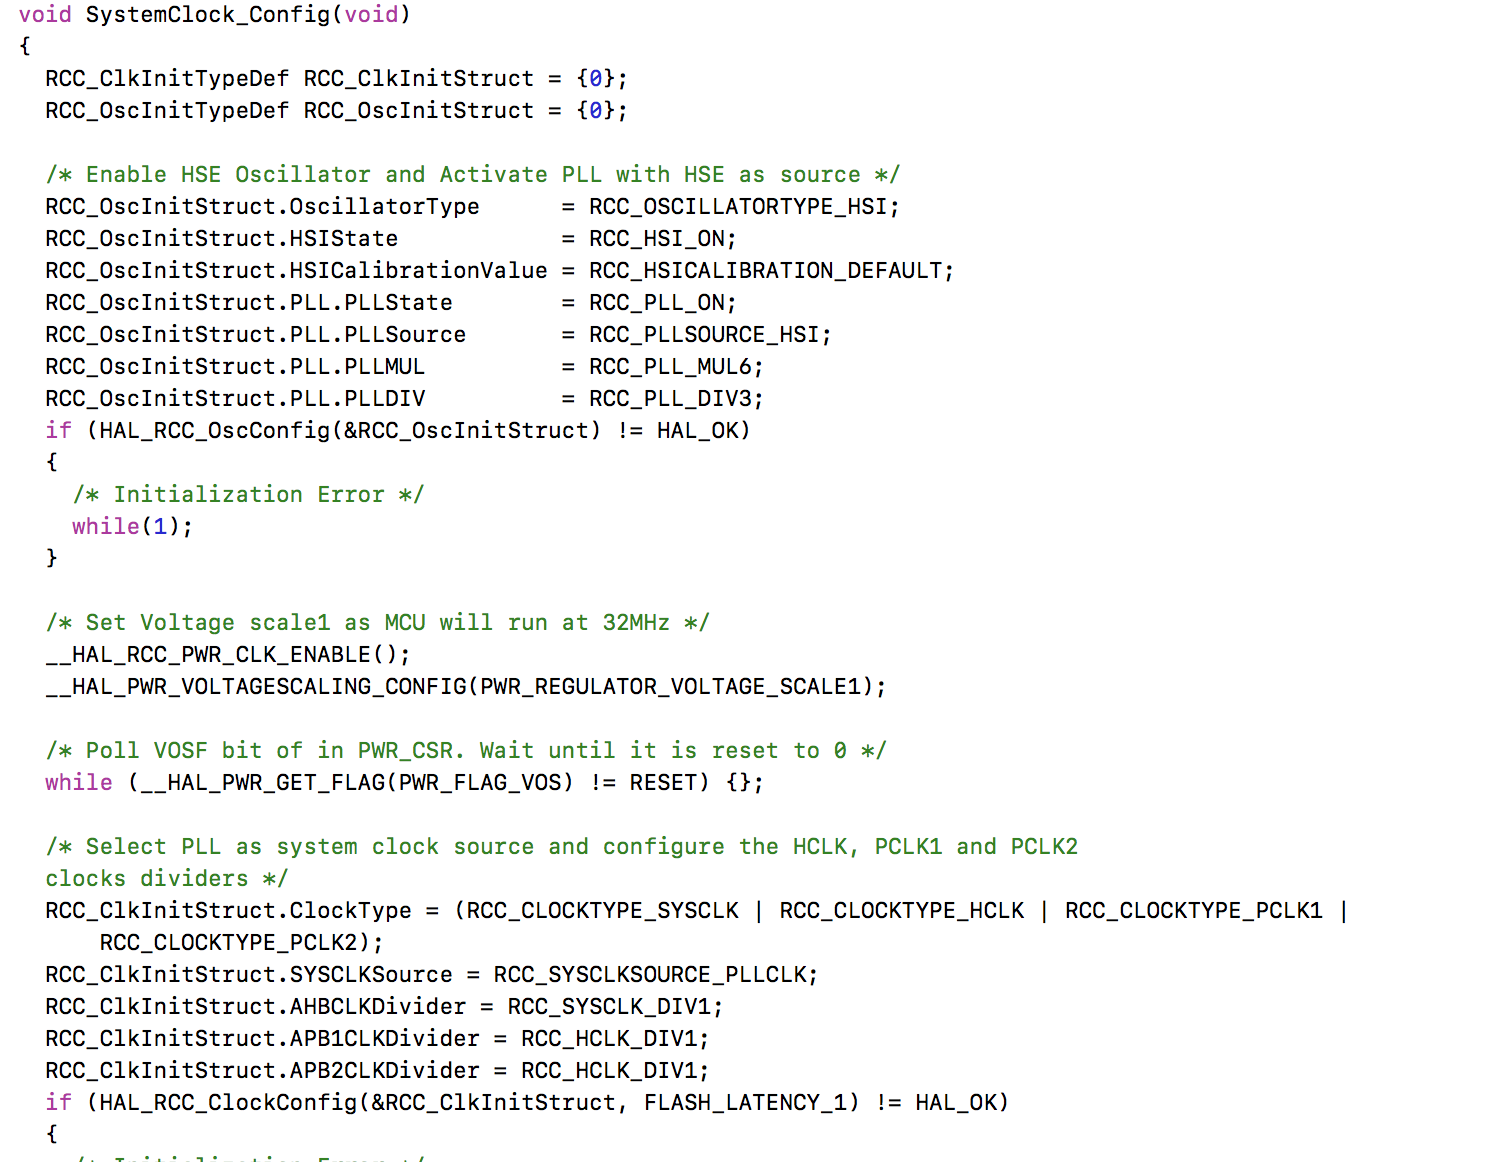 void SystemClock_Config(void)
{
  RCC_ClkInitTypeDef RCC_ClkInitStruct = {0};
  RCC_OscInitTypeDef RCC_OscInitStruct = {0};

  /* Enable HSE Oscillator and Activate PLL with HSE as source */
  RCC_OscInitStruct.OscillatorType      = RCC_OSCILLATORTYPE_HSI;
  RCC_OscInitStruct.HSIState            = RCC_HSI_ON;
  RCC_OscInitStruct.HSICalibrationValue = RCC_HSICALIBRATION_DEFAULT;
  RCC_OscInitStruct.PLL.PLLState        = RCC_PLL_ON;
  RCC_OscInitStruct.PLL.PLLSource       = RCC_PLLSOURCE_HSI;
  RCC_OscInitStruct.PLL.PLLMUL          = RCC_PLL_MUL6;
  RCC_OscInitStruct.PLL.PLLDIV          = RCC_PLL_DIV3;
  if (HAL_RCC_OscConfig(&RCC_OscInitStruct) != HAL_OK)
  {
    /* Initialization Error */
    while(1);
  }

  /* Set Voltage scale1 as MCU will run at 32MHz */
  __HAL_RCC_PWR_CLK_ENABLE();
  __HAL_PWR_VOLTAGESCALING_CONFIG(PWR_REGULATOR_VOLTAGE_SCALE1);

  /* Poll VOSF bit of in PWR_CSR. Wait until it is reset to 0 */
  while (__HAL_PWR_GET_FLAG(PWR_FLAG_VOS) != RESET) {};

  /* Select PLL as system clock source and configure the HCLK, PCLK1 and PCLK2
  clocks dividers */
  RCC_ClkInitStruct.ClockType = (RCC_CLOCKTYPE_SYSCLK | RCC_CLOCKTYPE_HCLK | RCC_CLOCKTYPE_PCLK1 |
      RCC_CLOCKTYPE_PCLK2);
  RCC_ClkInitStruct.SYSCLKSource = RCC_SYSCLKSOURCE_PLLCLK;
  RCC_ClkInitStruct.AHBCLKDivider = RCC_SYSCLK_DIV1;
  RCC_ClkInitStruct.APB1CLKDivider = RCC_HCLK_DIV1;
  RCC_ClkInitStruct.APB2CLKDivider = RCC_HCLK_DIV1;
  if (HAL_RCC_ClockConfig(&RCC_ClkInitStruct, FLASH_LATENCY_1) != HAL_OK)
  {